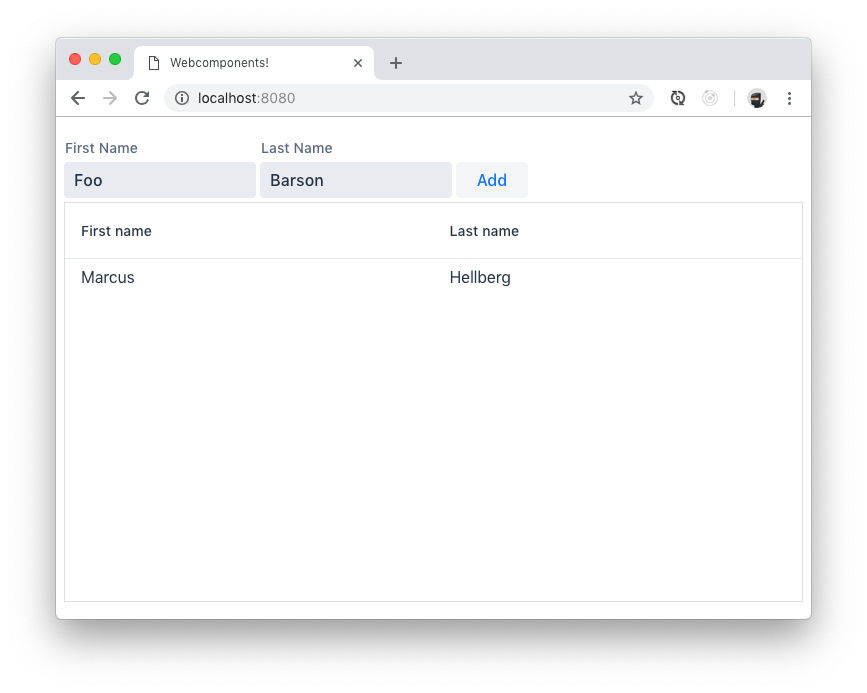 Webcomponents!
localhost:8080
First Name Last Name
Foo Barson Add
First name Last name
Marcus Hellberg